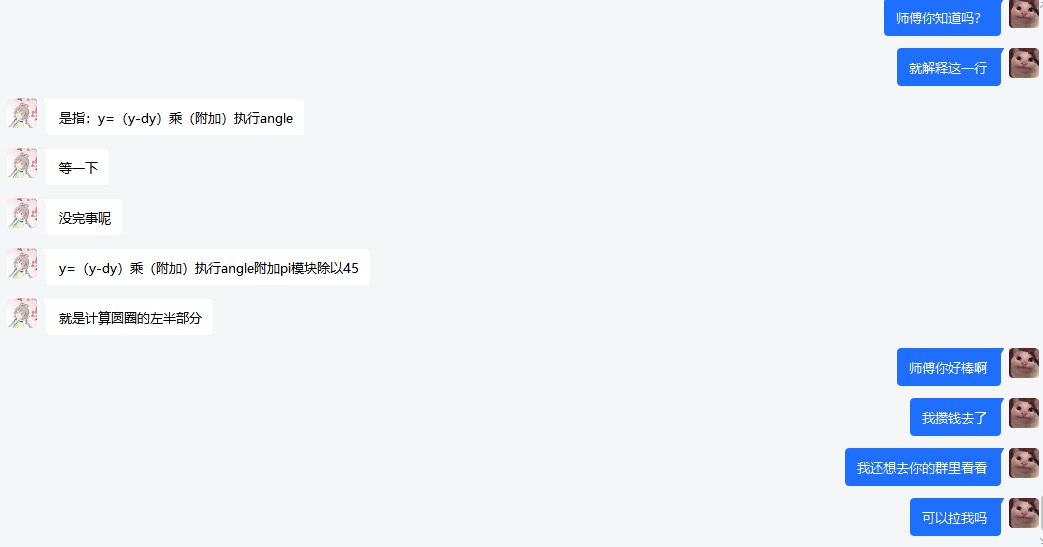 师傅你知道吗?
就解释这一行
是指：y=（y-dy）乘（附加）执行angle
等一下
没完事呢
y=（y-dy）乘（附加）执行angle附加pi模块除以45
就是计算圆圈的左半部分
师傅你好棒啊
我攒钱去了
我还想去你的群里看看
可以拉我吗